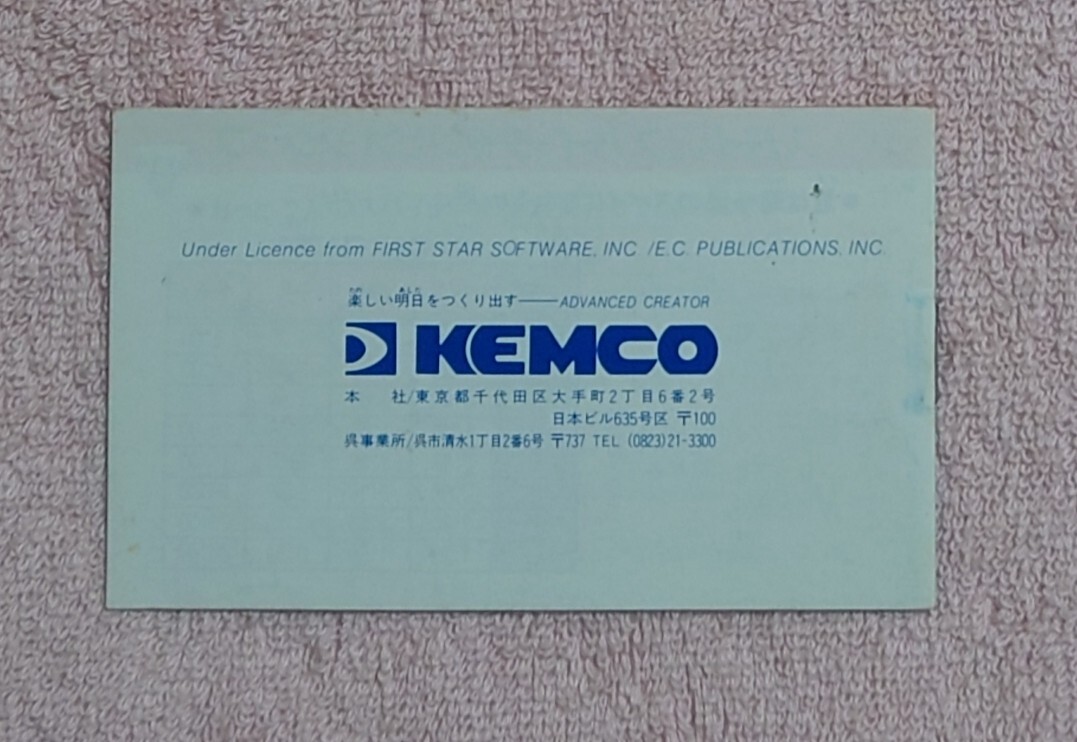 Under Licence from FIRST STAR SOFTWARE, INC /E.C. PUBLICATIONS, INC.
楽しい明日をつくり出す——ADVANCED CREATOR
KEMCO
本 社/東京都千代田区大手町2丁目6番2号
日本ビル635号区 〒100
呉事業所/呉市清水1丁目2番6号 〒737 TEL (0823)21-3300